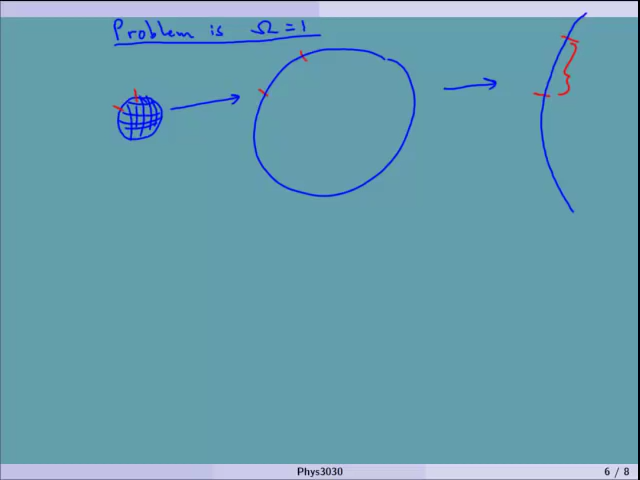 Problem is Ω = 1
Phys3030
6 / 8